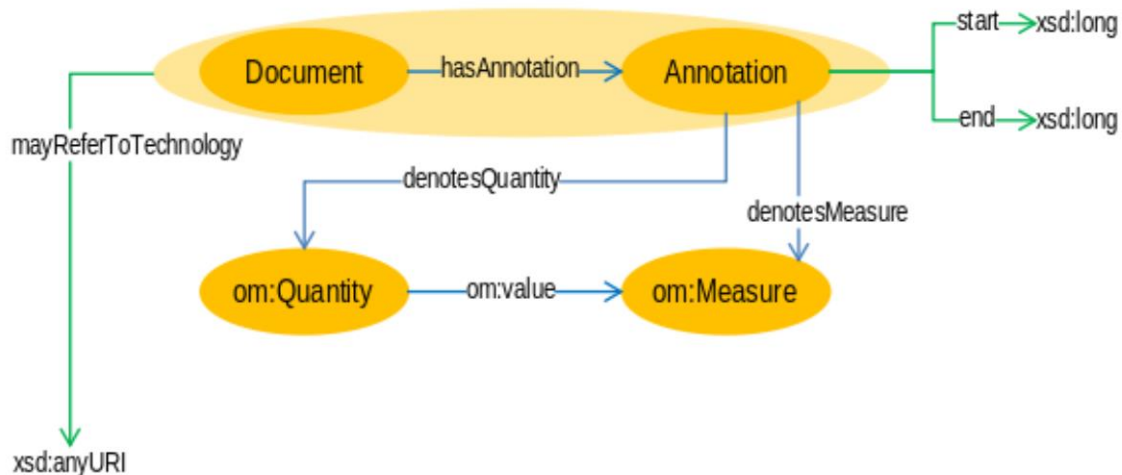 start
xsd:long
Document
hasAnnotation
Annotation
end
xsd:long
mayReferToTechnology
denotesQuantity
denotesMeasure
om:Quantity
om:value
om:Measure
xsd:anyURI